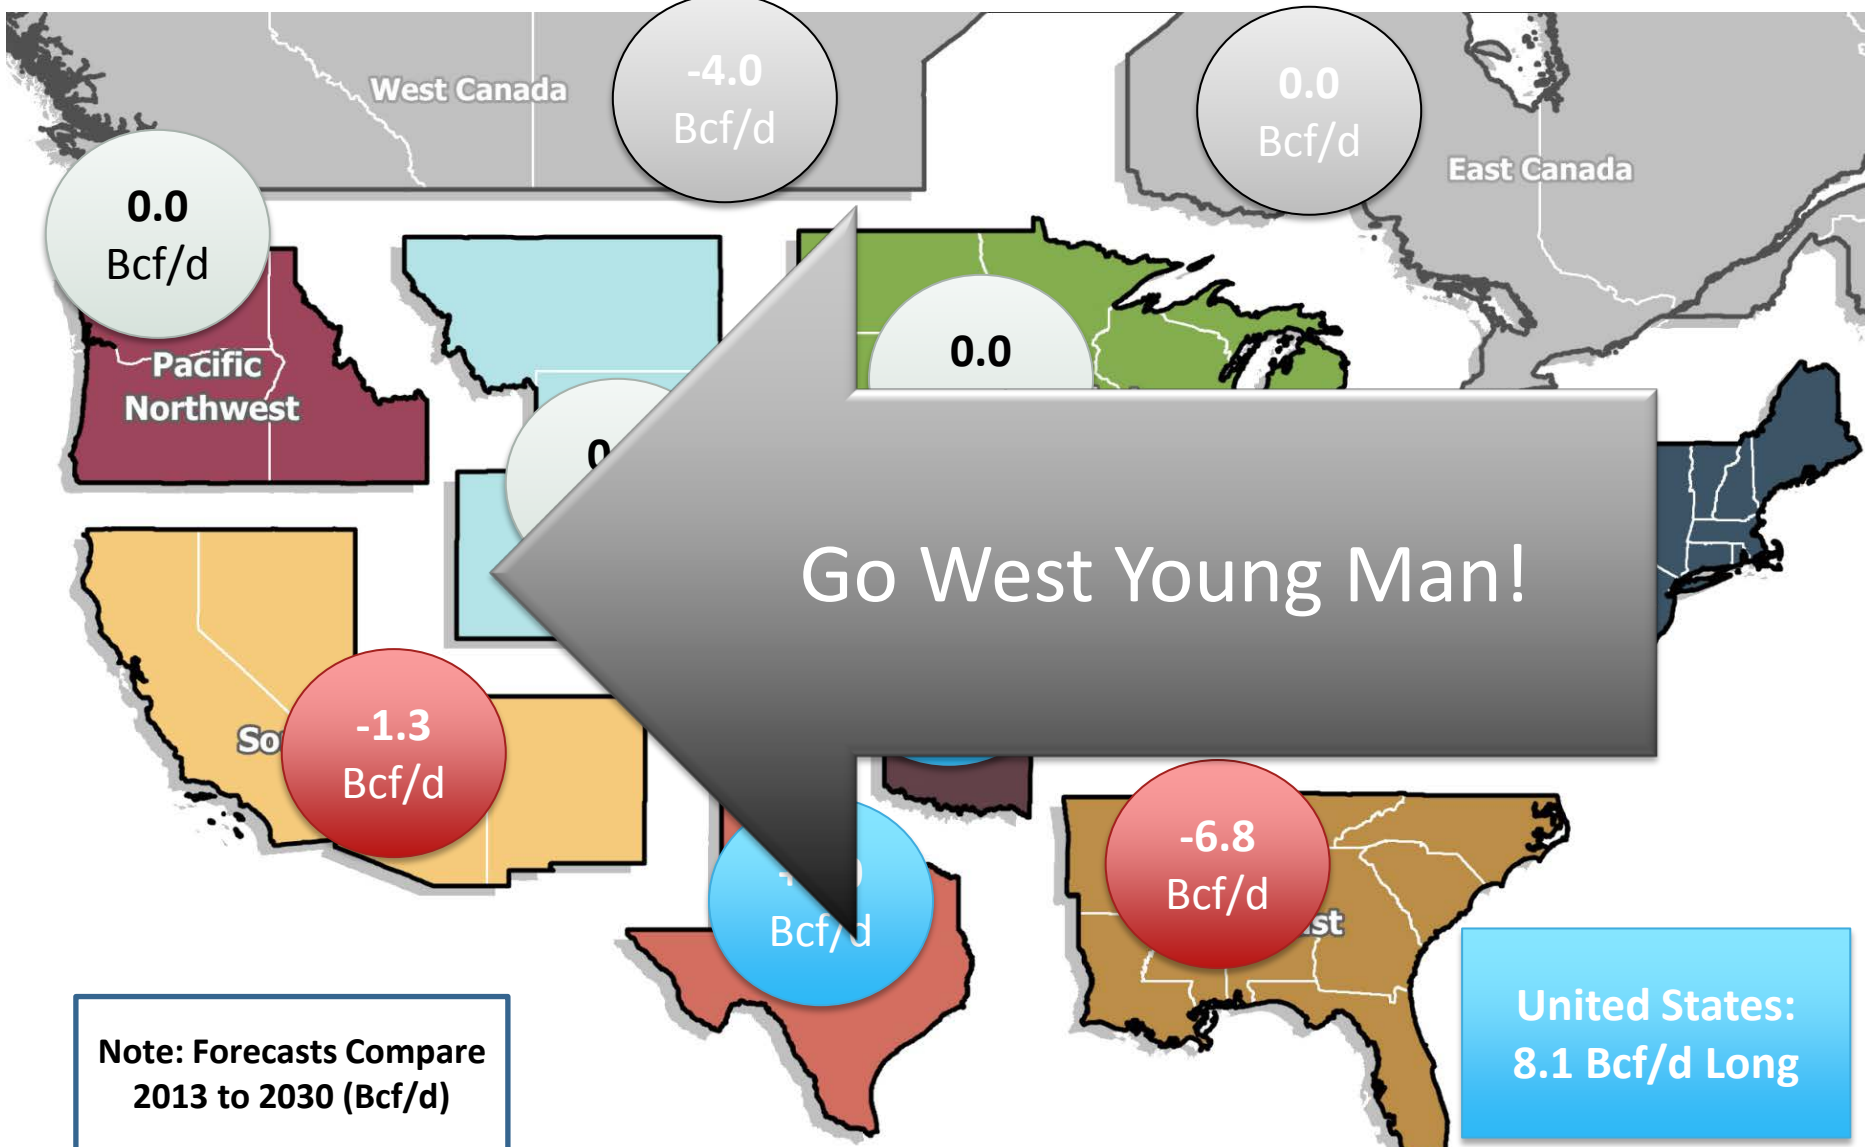 West Canada
-4.0
Bcf/d
0.0
Bcf/d
East Canada
0.0
Bcf/d
Pacific
Northwest
0.0
Go West Young Man!
-1.3
Bcf/d
Bcf/d
-6.8
Bcf/d
Note: Forecasts Compare
2013 to 2030 (Bcf/d)
United States:
8.1 Bcf/d Long